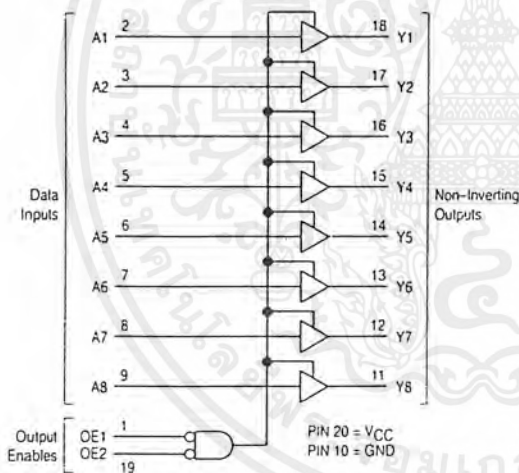 A1 2 18 Y1
A2 3 17 Y2
A3 4 16 Y3
A4 5 15 Y4
Data Inputs
Non–Inverting Outputs
A5 6 14 Y5
A6 7 13 Y6
A7 8 12 Y7
A8 9 11 Y8
Output Enables
OE1 1
OE2 19
PIN 20 = VCC
PIN 10 = GND